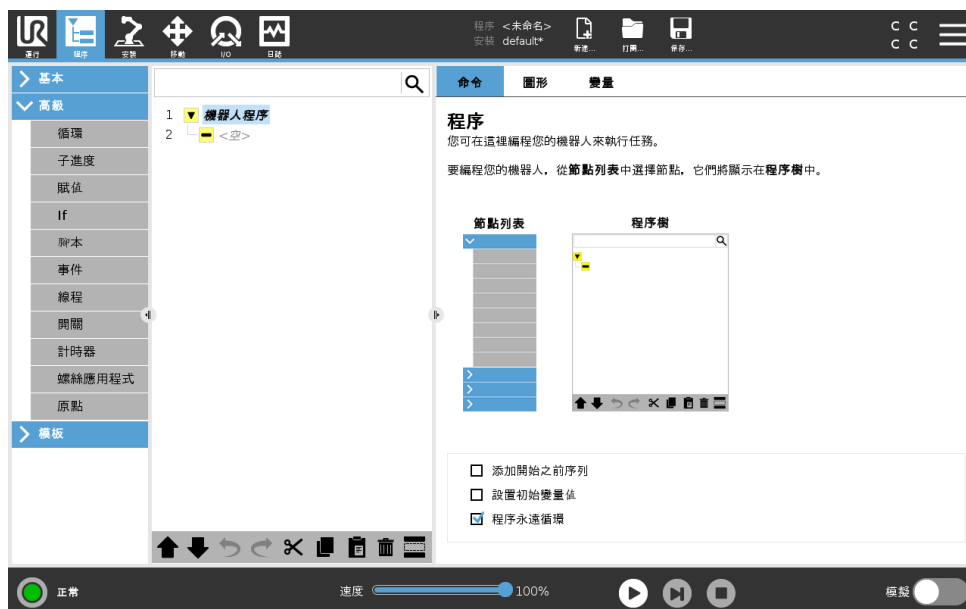 運行
程序
安裝
移動
I/O
日誌
程序 <未命名>
安裝 default*
新建...
打開...
保存...
C C
C C
基本
高級
循環
子進度
賦值
If
腳本
事件
線程
開關
計時器
螺絲應用程式
原點
模板
1 機器人程序
2 <空>
命令
圖形
變量
程序
您可在這裡編程您的機器人來執行任務。
要編程您的機器人，從節點列表中選擇節點，它們將顯示在程序樹中。
節點列表
程序樹
添加開始之前序列
設置初始變量值
程序永遠循環
正常
速度
100%
模擬